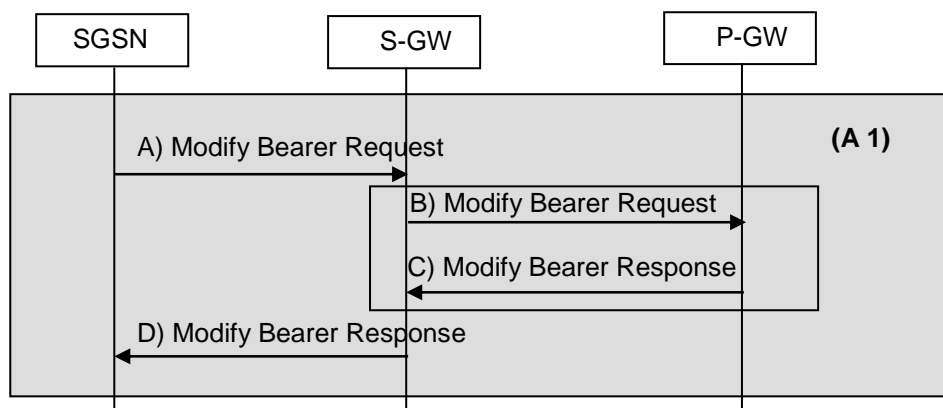 SGSN
S-GW
P-GW
(A 1)
A) Modify Bearer Request
B) Modify Bearer Request
C) Modify Bearer Response
D) Modify Bearer Response